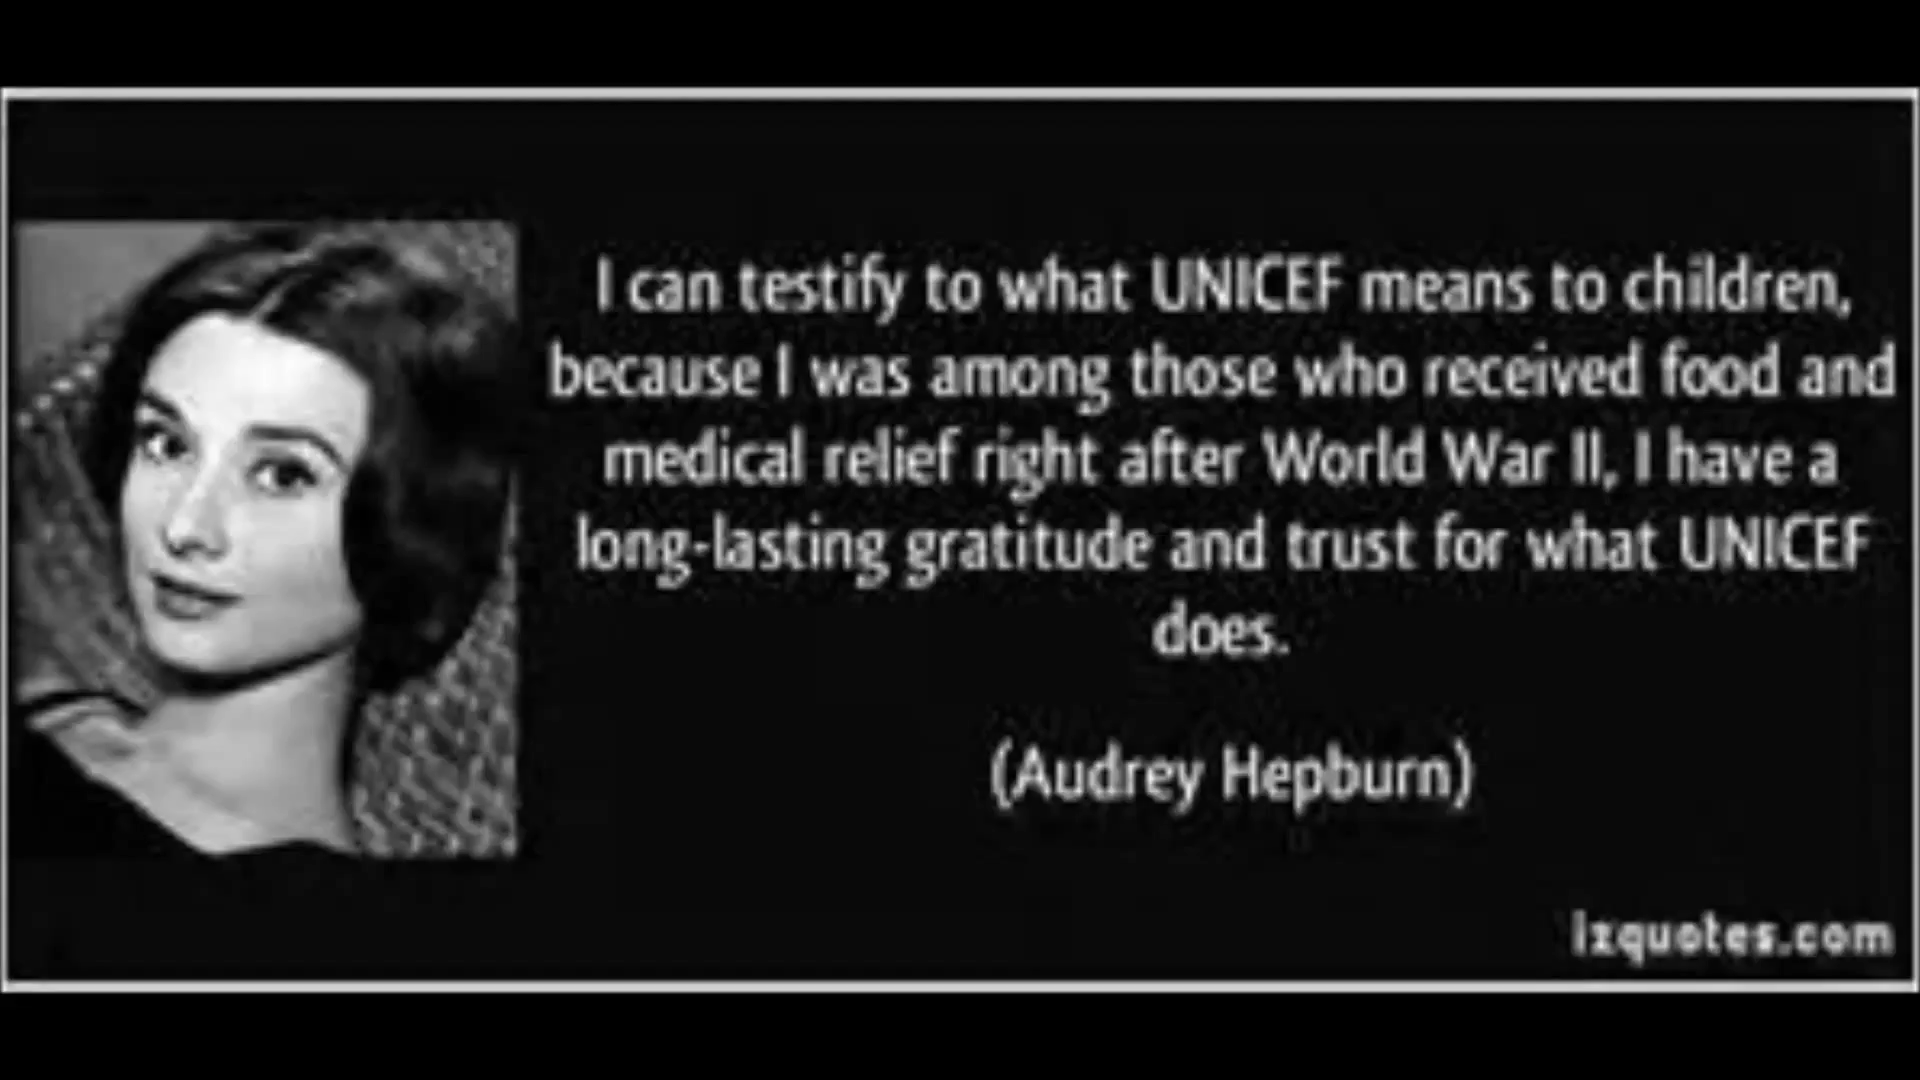 I can testify to what UNICEF means to children,
because I was among those who received food and
medical relief right after World War II, I have a
long-lasting gratitude and trust for what UNICEF
does.
(Audrey Hepburn)
izquotes.com